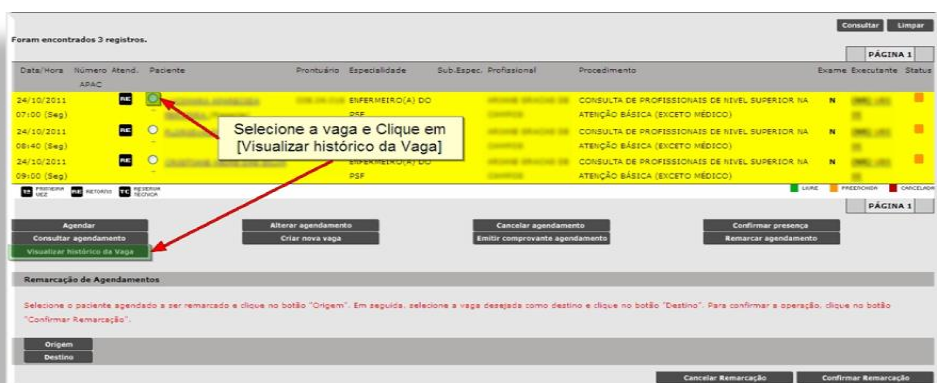 Consultar Limpar
Foram encontrados 3 registros.
PÁGINA 1
Data/Hora Número Atend. Paciente Prontuário Especialidade Sub.Espec. Profissional Procedimento Exame Executante Status
APAC
24/10/2011 RE ENFERMEIRO(A) DO CONSULTA DE PROFISSIONAIS DE NIVEL SUPERIOR NA N
07:00 (Seg) PSF ATENÇÃO BÁSICA (EXCETO MÉDICO)
24/10/2011 RE CONSULTA DE PROFISSIONAIS DE NIVEL SUPERIOR NA
08:40 (Seg) ATENÇÃO BÁSICA (EXCETO MÉDICO)
Selecione a vaga e Clique em
[Visualizar histórico da Vaga]
24/10/2011 RE ENFERMEIRO(A) DO CONSULTA DE PROFISSIONAIS DE NIVEL SUPERIOR NA N
09:00 (Seg) PSF ATENÇÃO BÁSICA (EXCETO MÉDICO)
PRIMEIRA VEZ RE RETORNO TC RESERVA TÉCNICA LIVRE PREENCHIDA CANCELADA
PÁGINA 1
Agendar Alterar agendamento Cancelar agendamento Confirmar presença
Consultar agendamento Criar nova vaga Emitir comprovante agendamento Remarcar agendamento
Visualizar histórico da Vaga
Remarcação de Agendamentos
Selecione o paciente agendado a ser remarcado e clique no botão "Origem". Em seguida, selecione a vaga desejada como destino e clique no botão "Destino". Para confirmar a operação, clique no botão
"Confirmar Remarcação".
Origem
Destino
Cancelar Remarcação Confirmar Remarcação